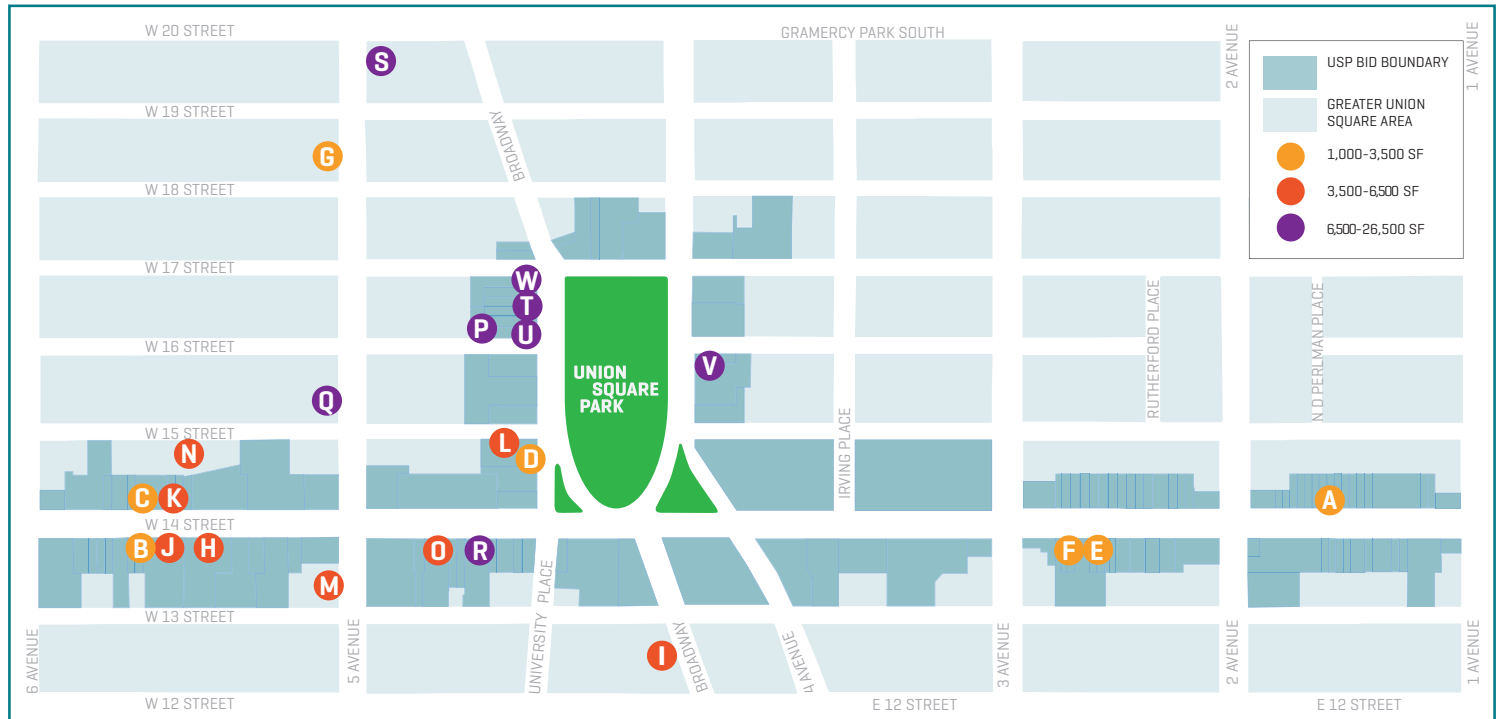 W 20 STREET
GRAMERCY PARK SOUTH
2 AVENUE
1 AVENUE
USP BID BOUNDARY
GREATER UNION
SQUARE AREA
1,000-3,500 SF
3,500-6,500 SF
6,500-26,500 SF
S
W 19 STREET
BROADWAY
G
W 18 STREET
W 17 STREET
W
T
P
U
RUTHERFORD PLACE
N D PERLMAN PLACE
W 16 STREET
V
UNION
SQUARE
PARK
Q
IRVING PLACE
W 15 STREET
N
L
D
C
K
A
W 14 STREET
B
J
H
O
R
F
E
M
UNIVERSITY PLACE
W 13 STREET
6 AVENUE
5 AVENUE
I
BROADWAY
4 AVENUE
3 AVENUE
2 AVENUE
1 AVENUE
W 12 STREET
E 12 STREET
E 12 STREET